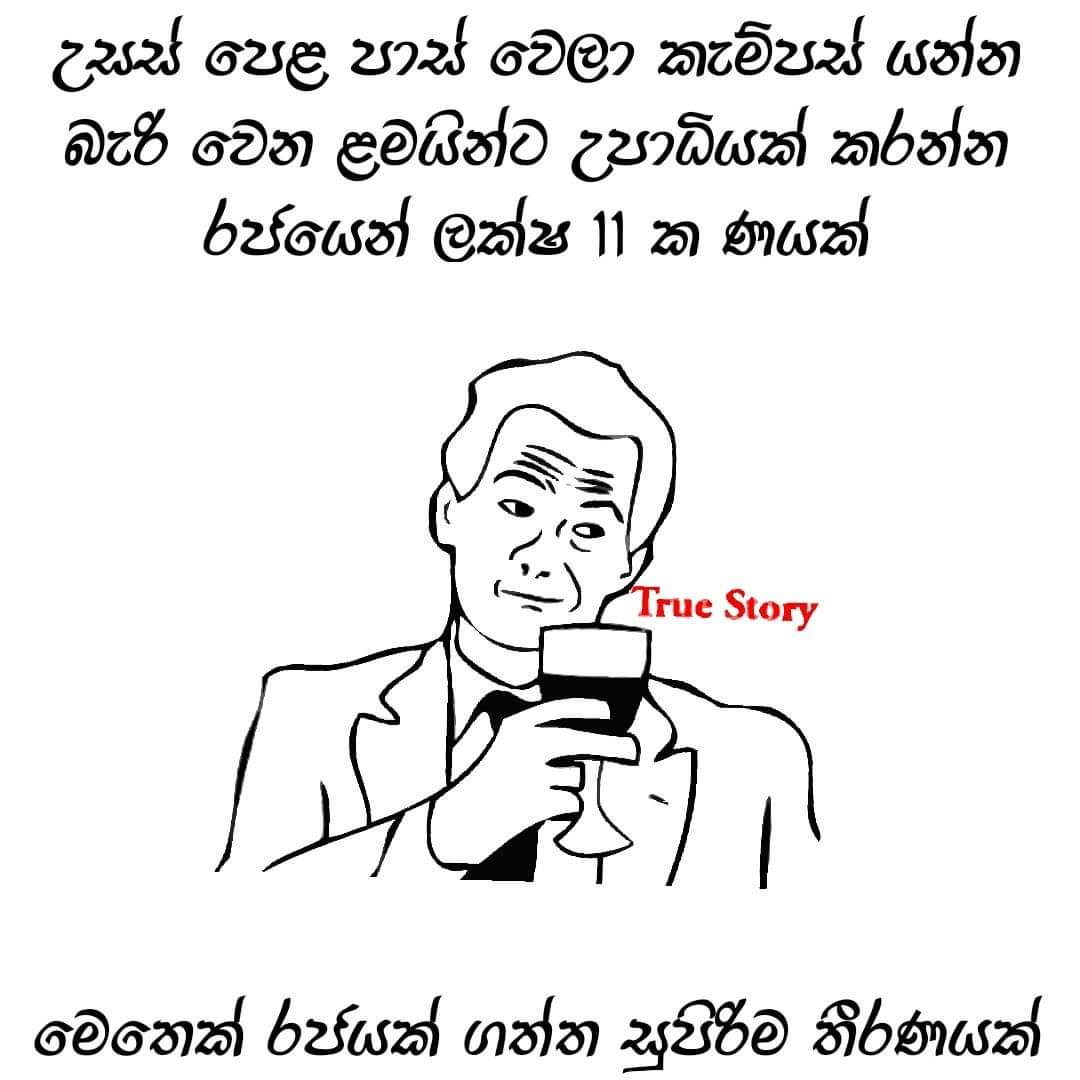 උසස් පෙළ පාස් වෙලා කැම්පස් යන්න
බැරි වෙන ළමයින්ට උපාධියක් කරන්න
රජයෙන් ලක්ෂ 11 ක ණයක්
True Story
මෙතෙක් රජයක් ගත්ත සුපිරිම තීරණයක්